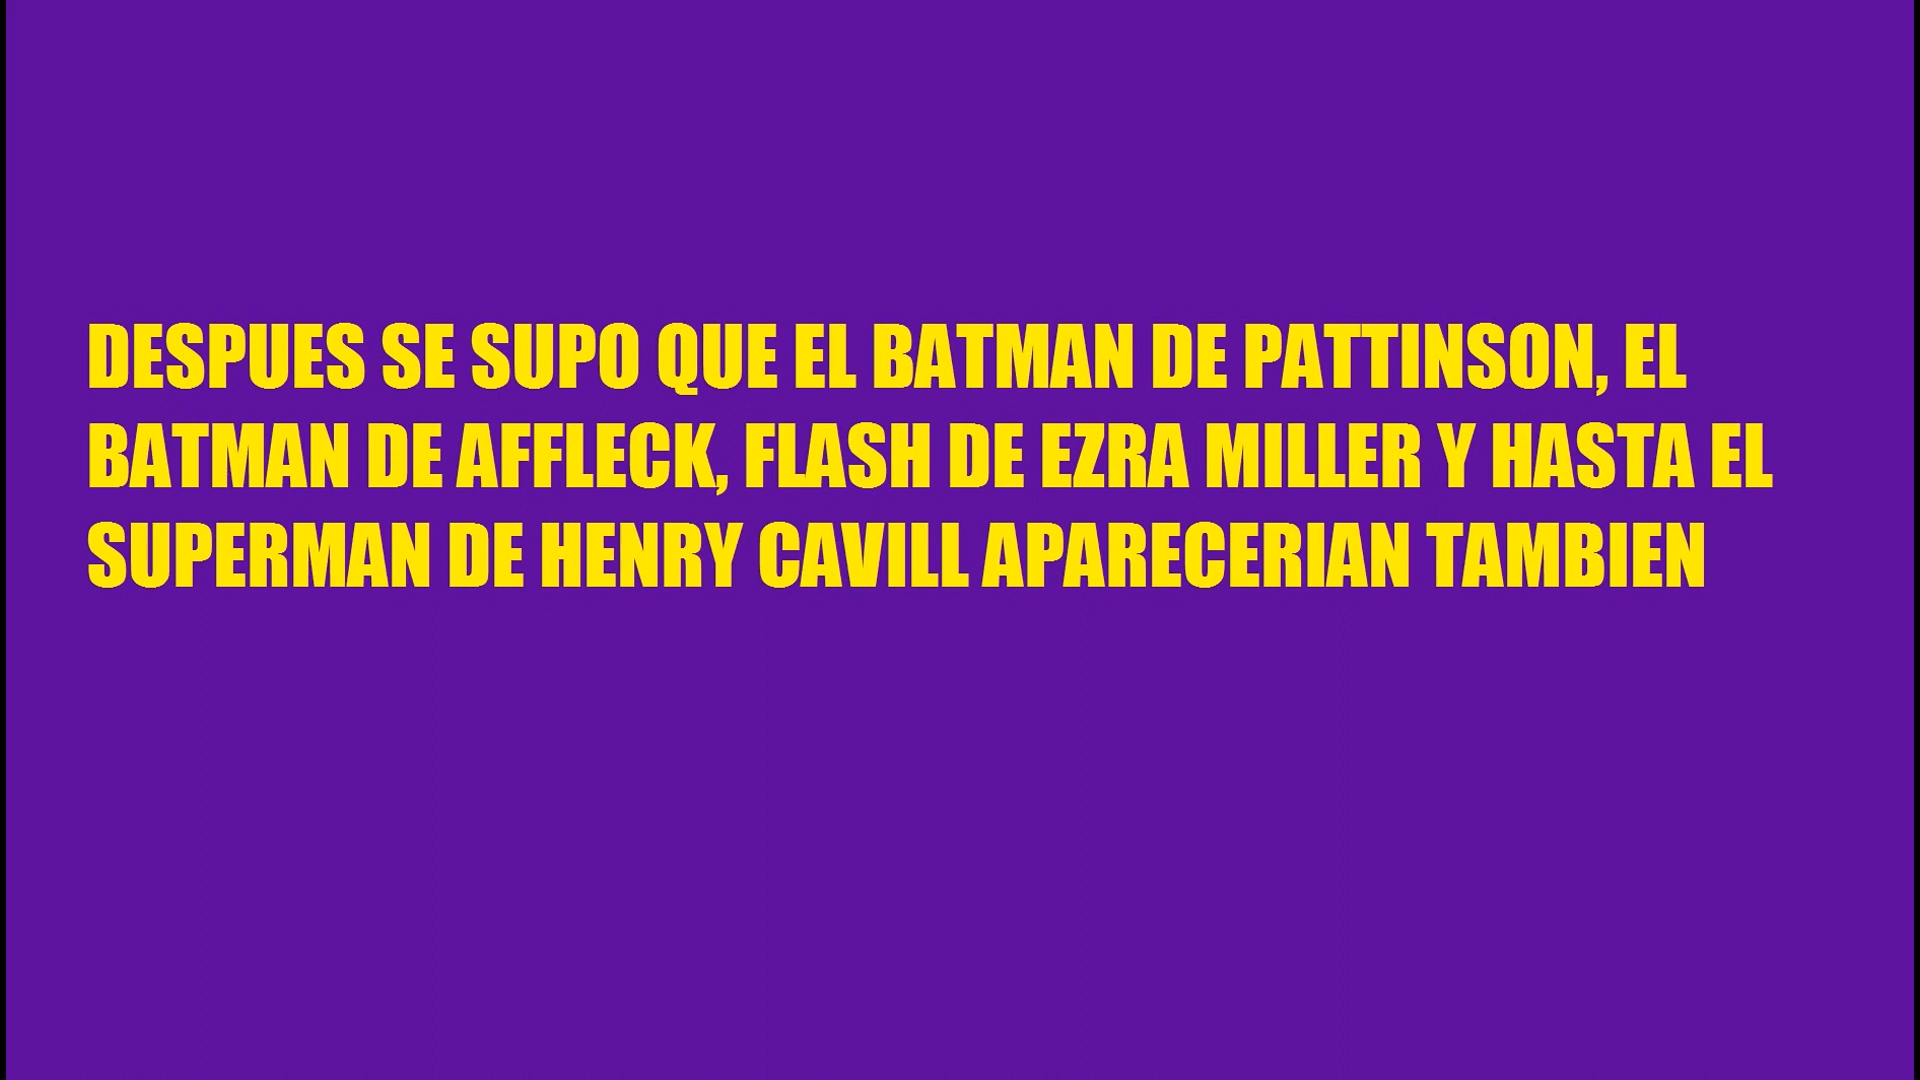 DESPUES SE SUPO QUE EL BATMAN DE PATTINSON, EL
BATMAN DE AFFLECK, FLASH DE EZRA MILLER Y HASTA EL
SUPERMAN DE HENRY CAVILL APARECERIAN TAMBIEN